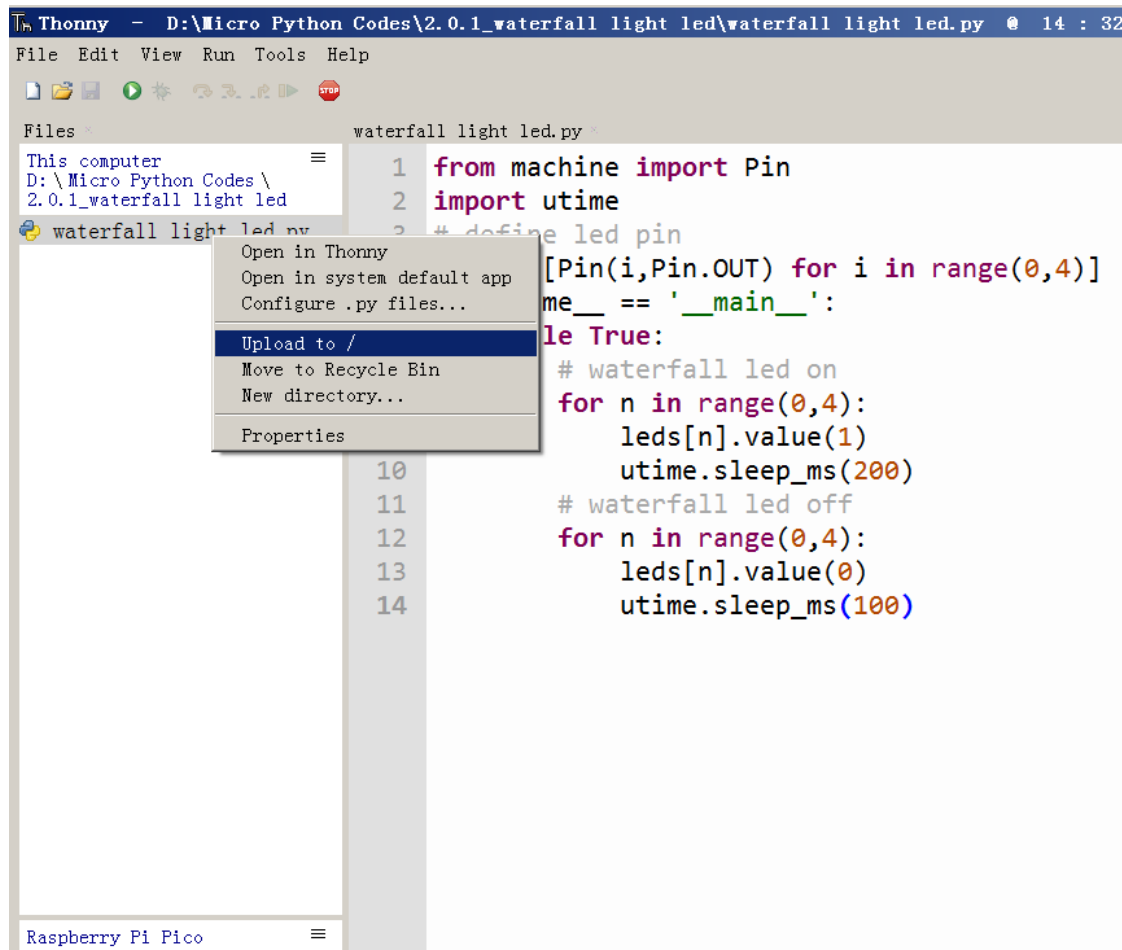 Thonny - D:\Micro Python Codes\2.0.1_waterfall light led\waterfall light led.py @ 14 : 32
File Edit View Run Tools Help
STOP
Files
This computer
D: \ Micro Python Codes \
2.0.1_waterfall light led
waterfall light led.py
Open in Thonny
Open in system default app
Configure .py files...
Upload to /
Move to Recycle Bin
New directory...
Properties
Raspberry Pi Pico
waterfall light led.py
1 from machine import Pin
2 import utime
3 # define led pin
[Pin(i,Pin.OUT) for i in range(0,4)]
me__ == '__main__':
le True:
# waterfall led on
for n in range(0,4):
leds[n].value(1)
10 utime.sleep_ms(200)
11 # waterfall led off
12 for n in range(0,4):
13 leds[n].value(0)
14 utime.sleep_ms(100)